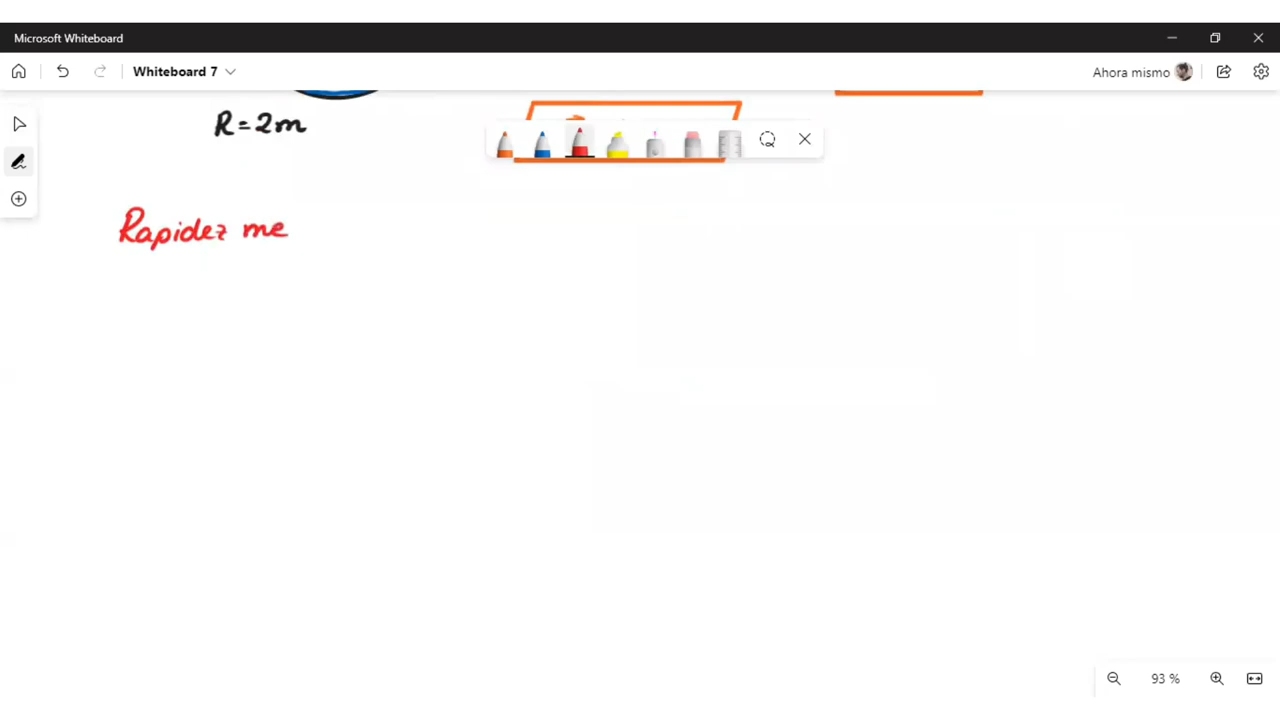 Microsoft Whiteboard
Whiteboard 7
Ahora mismo
R = 2m
Rapidez me
93 %